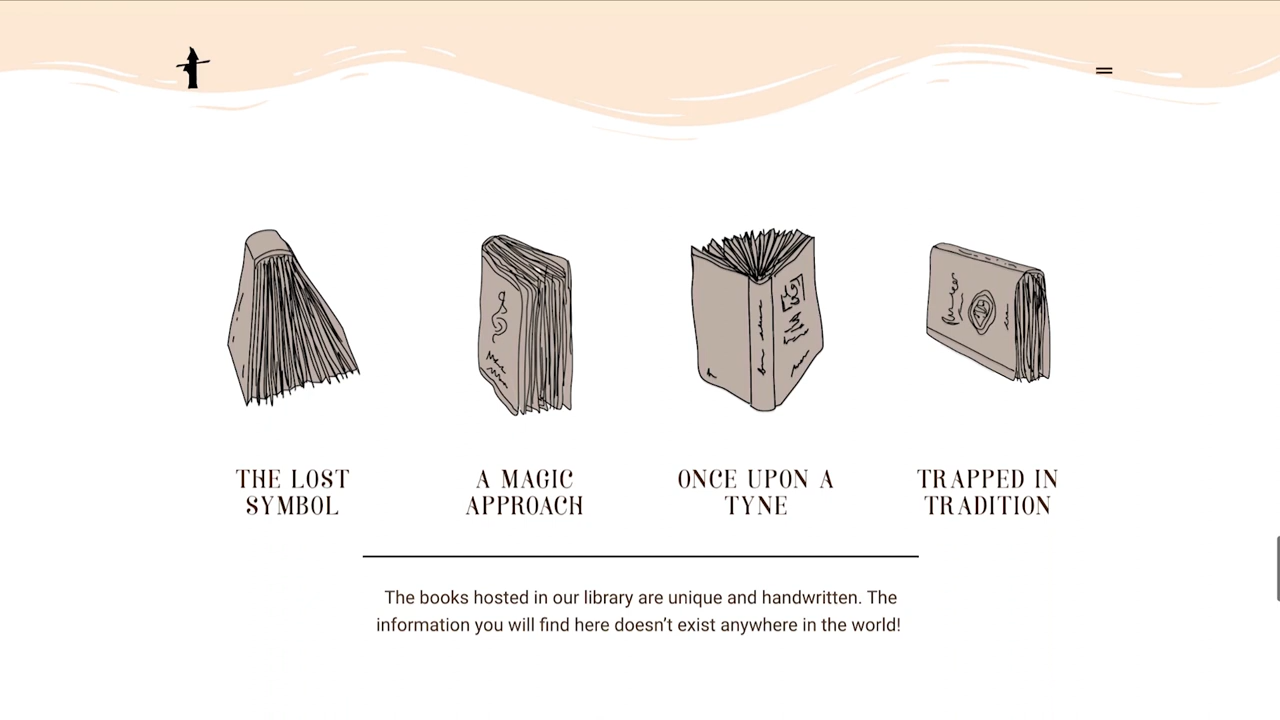 THE LOST
SYMBOL
A MAGIC
APPROACH
ONCE UPON A
TYNE
TRAPPED IN
TRADITION
The books hosted in our library are unique and handwritten. The
information you will find here doesn’t exist anywhere in the world!